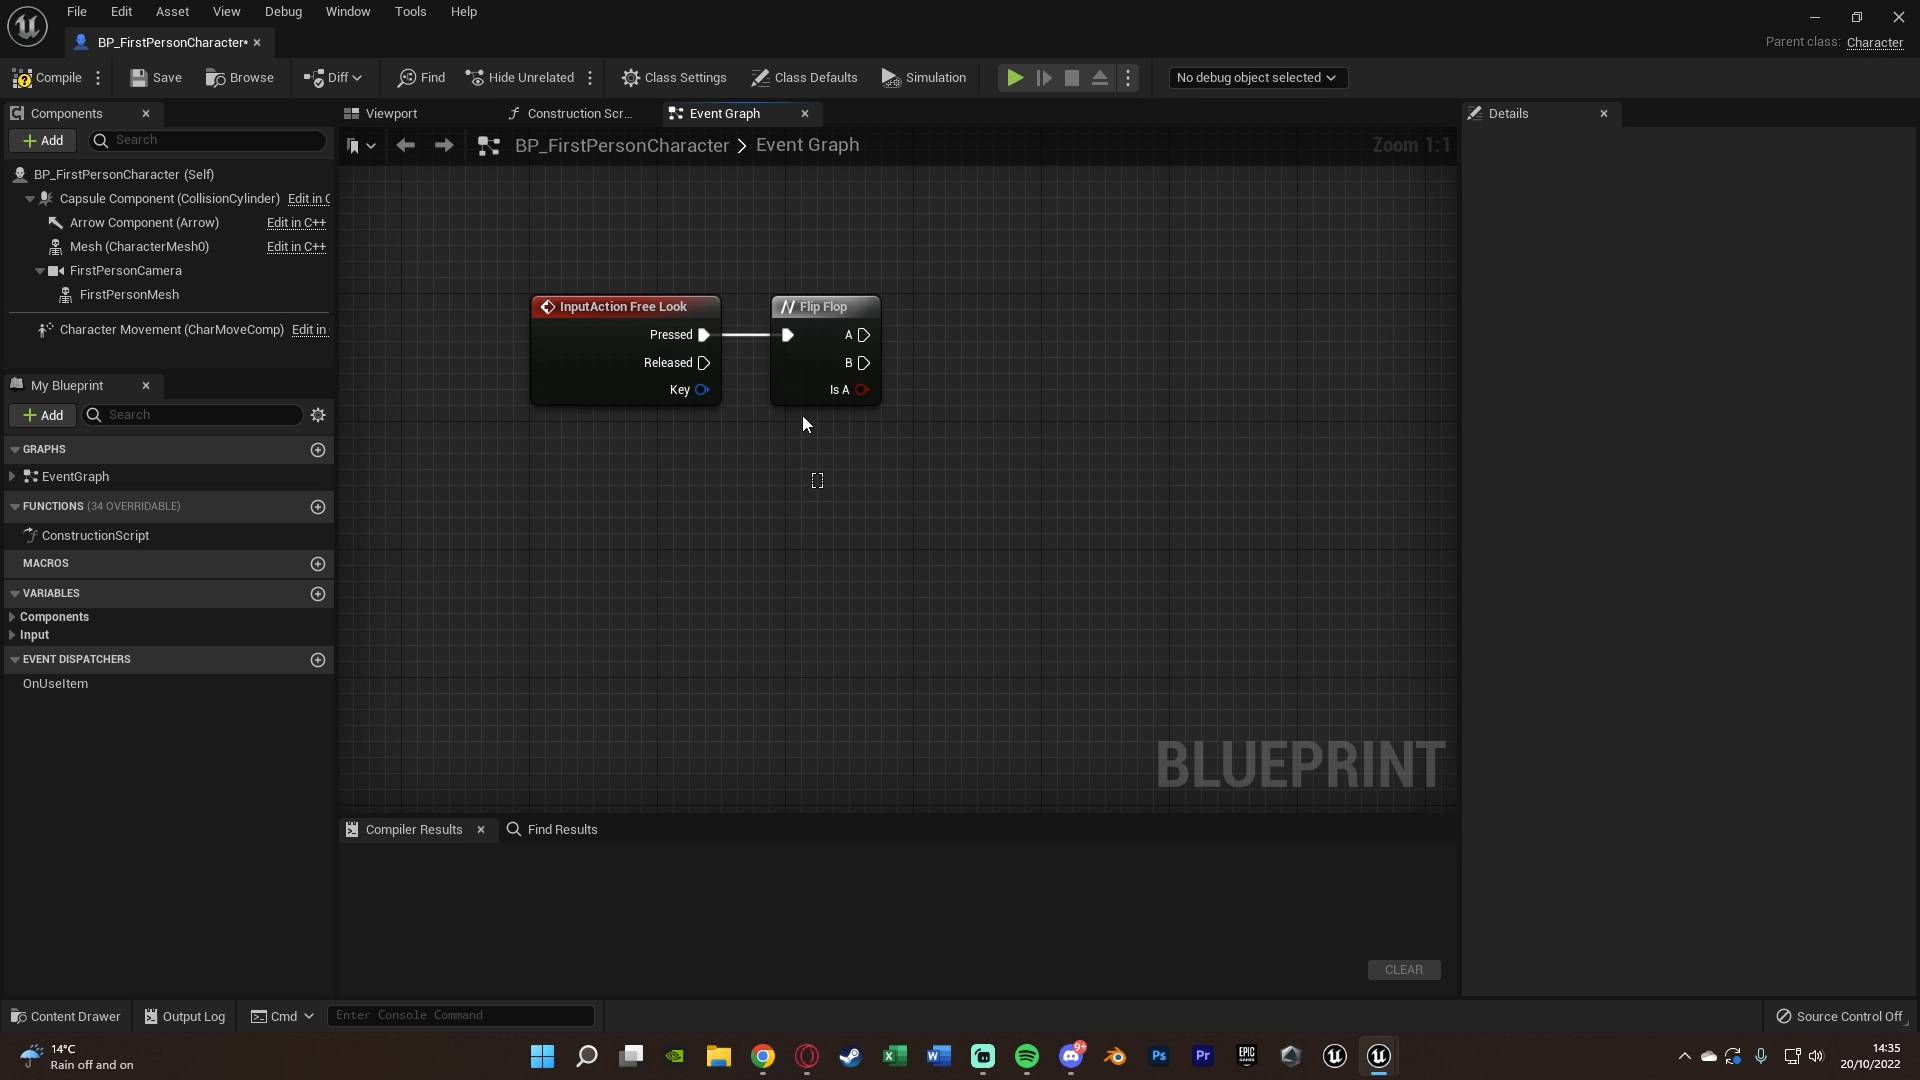 File Edit Asset View Debug Window Tools Help
BP_FirstPersonCharacter*
Parent class: Character
Compile Save Browse Diff Find Hide Unrelated Class Settings Class Defaults Simulation No debug object selected
Components
Viewport Construction Scr... Event Graph
Details
Add Search
BP_FirstPersonCharacter > Event Graph
Zoom 1:1
BP_FirstPersonCharacter (Self)
Capsule Component (CollisionCylinder) Edit in C
Arrow Component (Arrow) Edit in C++
Mesh (CharacterMesh0) Edit in C++
FirstPersonCamera
FirstPersonMesh
Character Movement (CharMoveComp) Edit in
InputAction Free Look
Pressed
Released
Key
Flip Flop
A
B
Is A
My Blueprint
Add Search
GRAPHS
EventGraph
FUNCTIONS (34 OVERRIDABLE)
ConstructionScript
MACROS
VARIABLES
Components
Input
EVENT DISPATCHERS
OnUseItem
BLUEPRINT
Compiler Results Find Results
CLEAR
Content Drawer Output Log Cmd Enter Console Command Source Control Off
14°C
Rain off and on
9+
Ps
Pr
EPIC
GAMES
14:35
20/10/2022